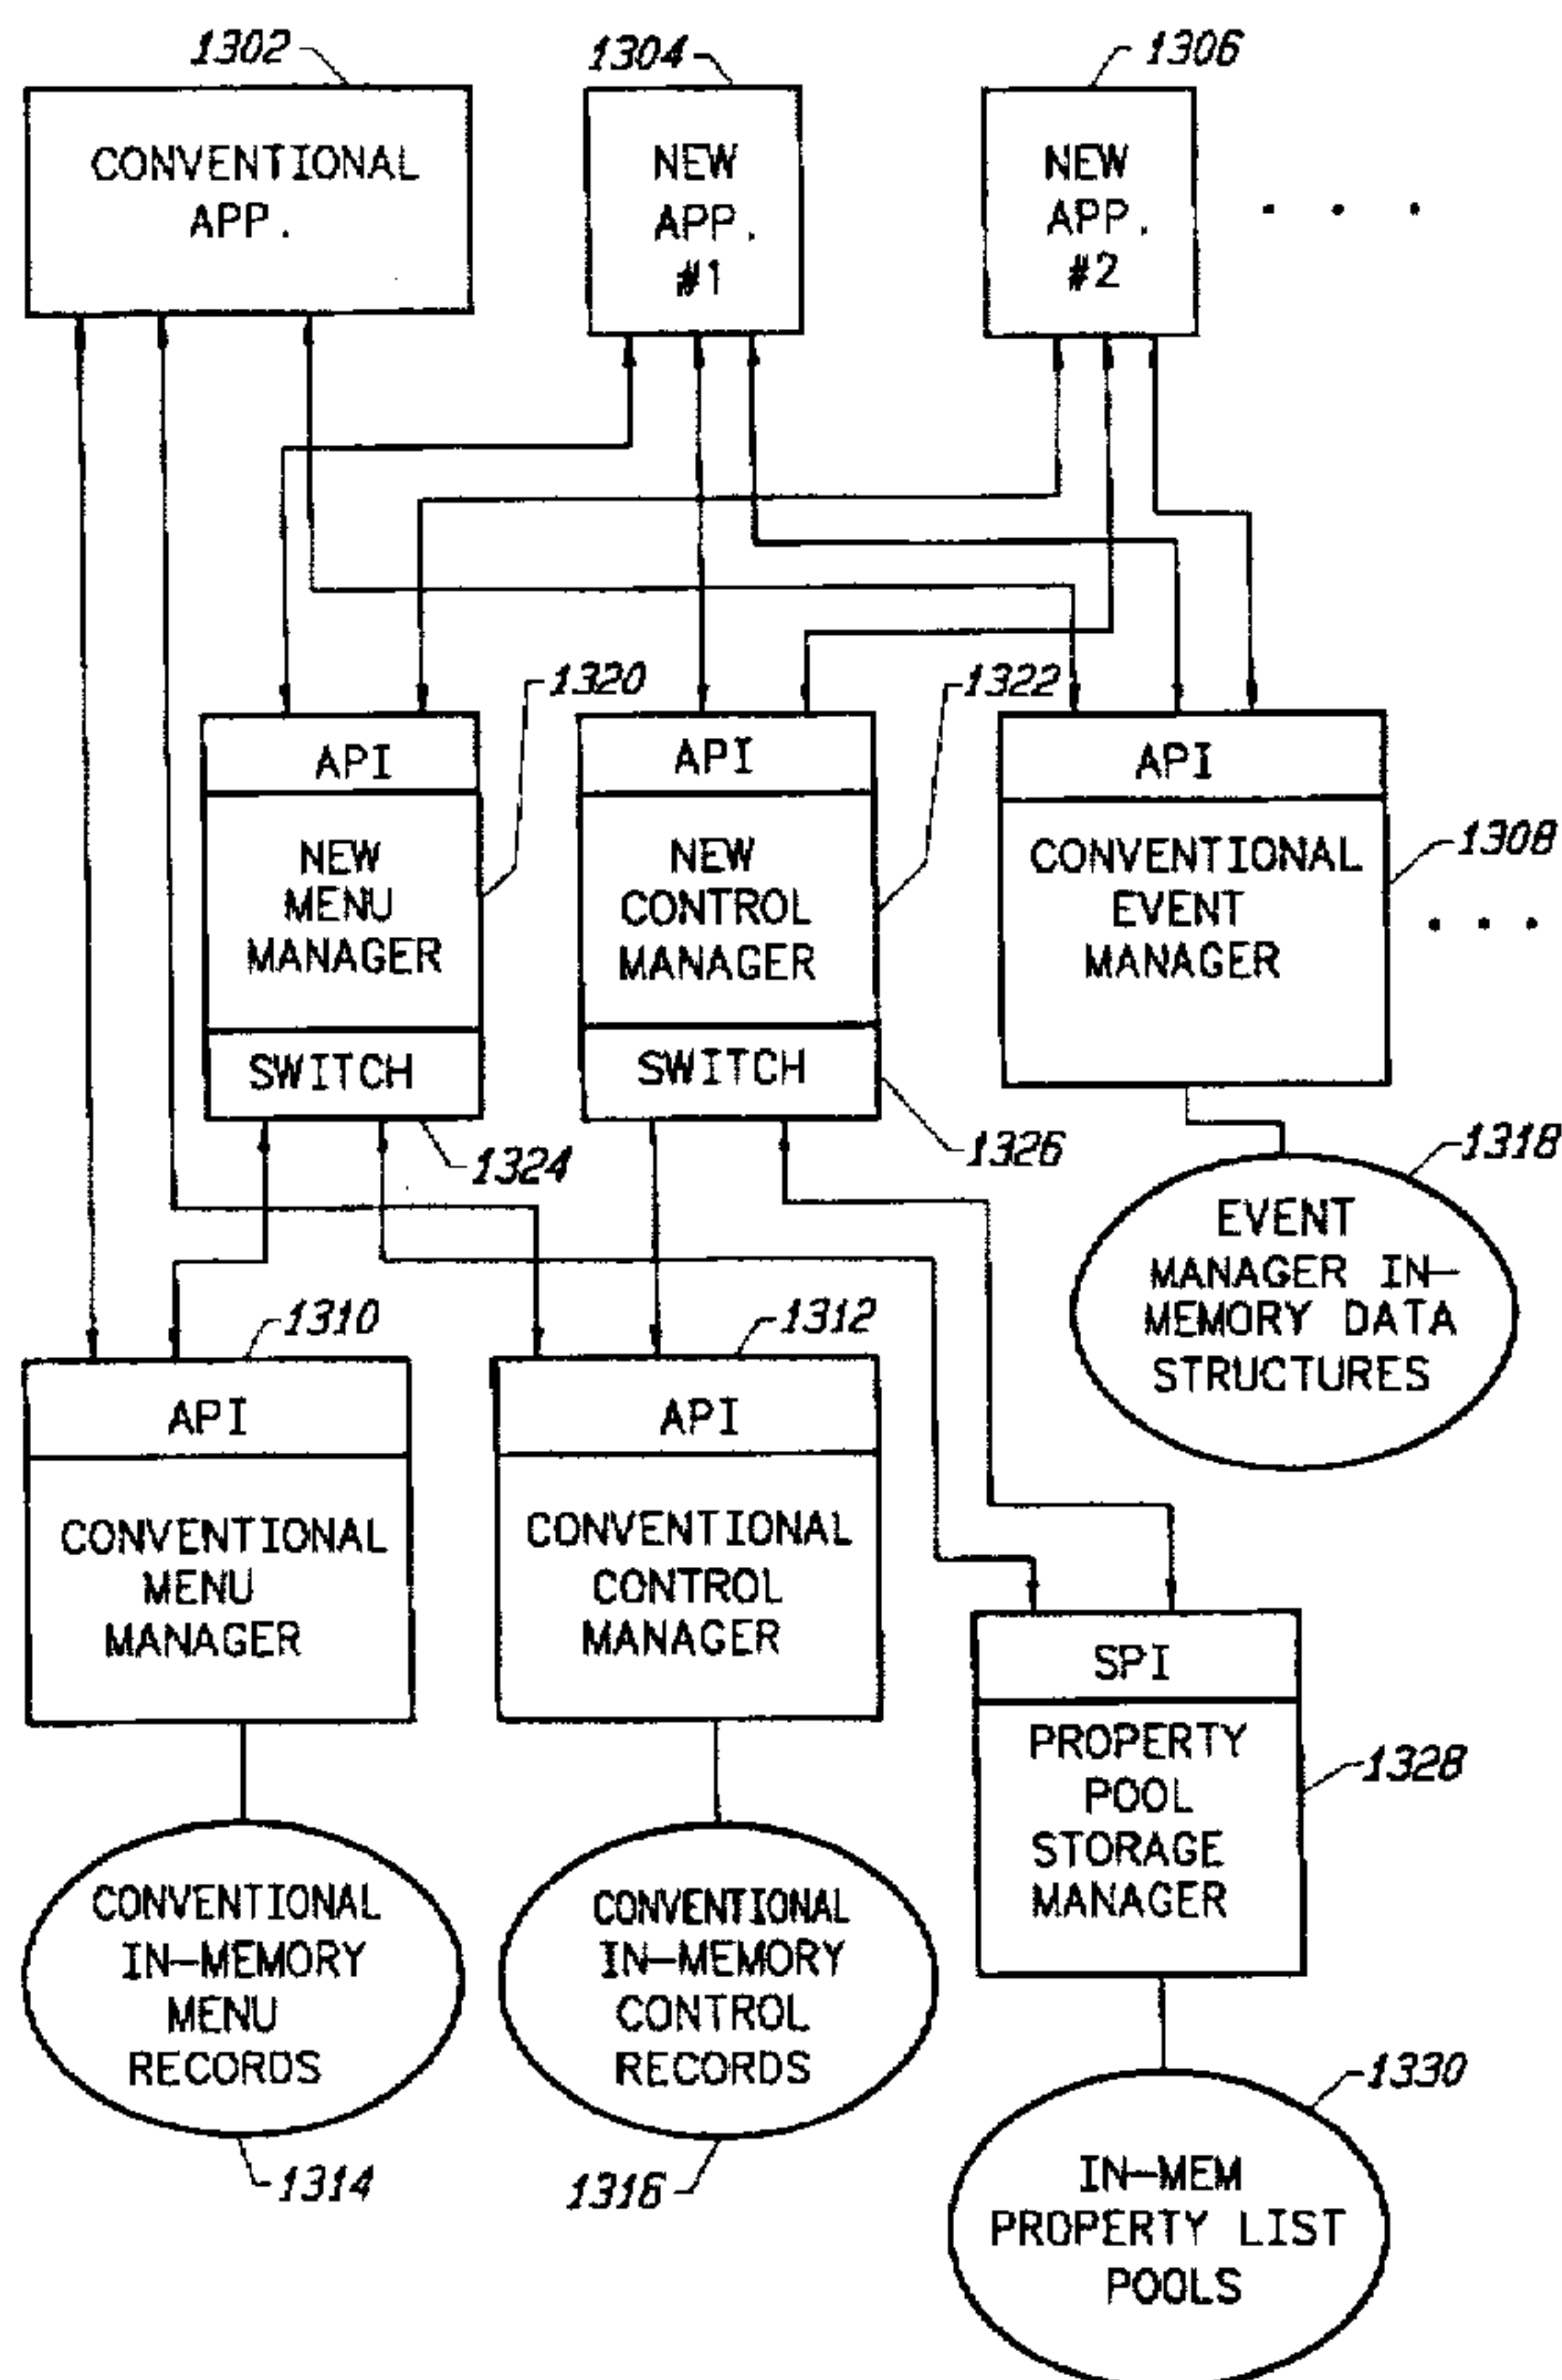 1302
1304
1306
CONVENTIONAL
APP.
NEW
APP.
#1
NEW
APP.
#2
. . .
1320
1322
API
NEW
MENU
MANAGER
SWITCH
1324
API
NEW
CONTROL
MANAGER
SWITCH
1326
API
CONVENTIONAL
EVENT
MANAGER
1308
. . .
1318
EVENT
MANAGER IN-
MEMORY DATA
STRUCTURES
1310
API
CONVENTIONAL
MENU
MANAGER
1312
API
CONVENTIONAL
CONTROL
MANAGER
SPI
PROPERTY
POOL
STORAGE
MANAGER
1328
CONVENTIONAL
IN-MEMORY
MENU
RECORDS
1314
CONVENTIONAL
IN-MEMORY
CONTROL
RECORDS
1316
1330
IN-MEM
PROPERTY LIST
POOLS